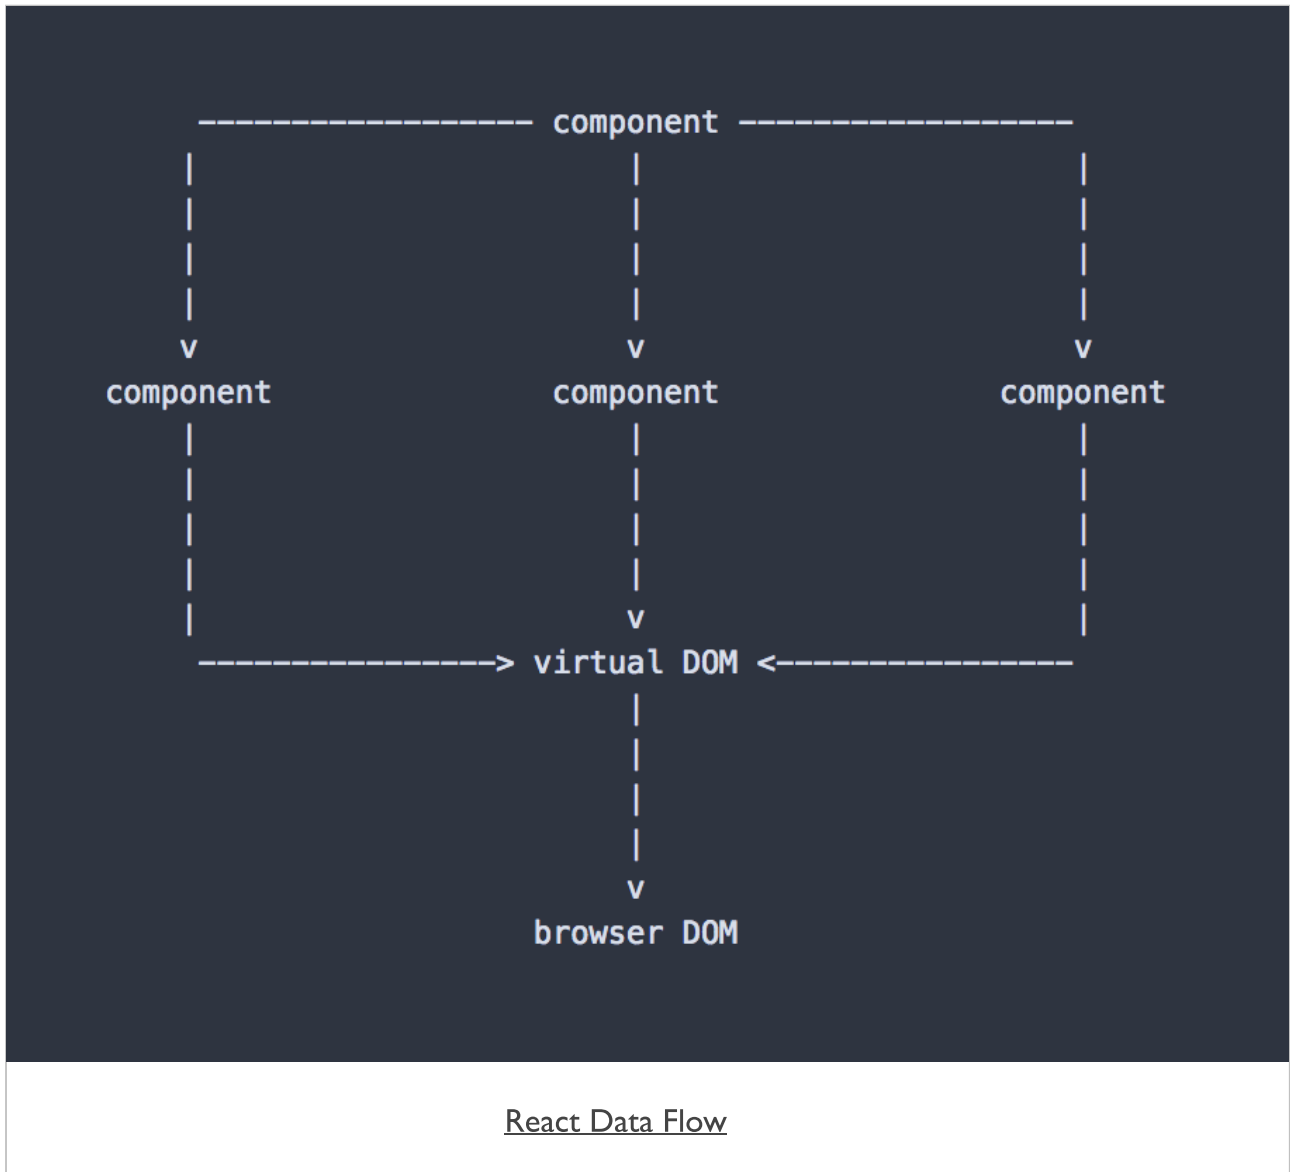 component
component component component
virtual DOM
browser DOM
React Data Flow